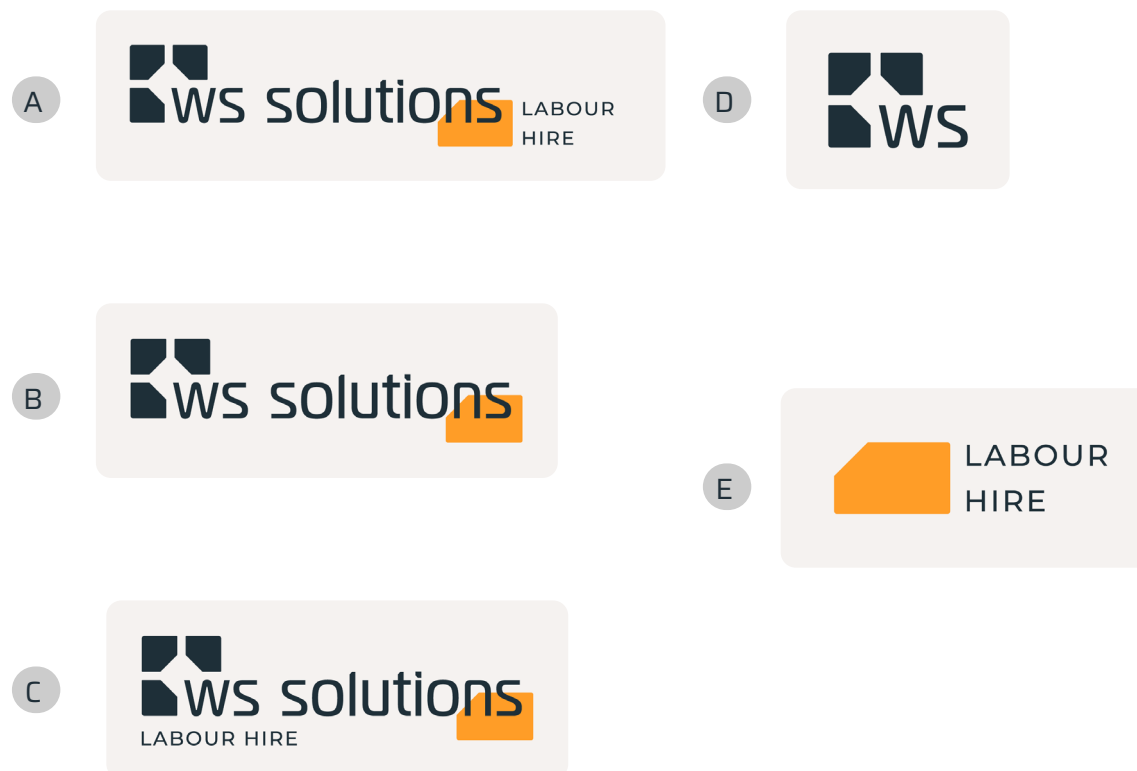 A
ws solutions
LABOUR
HIRE
D
ws
B
ws solutions
E
LABOUR
HIRE
C
ws solutions
LABOUR HIRE